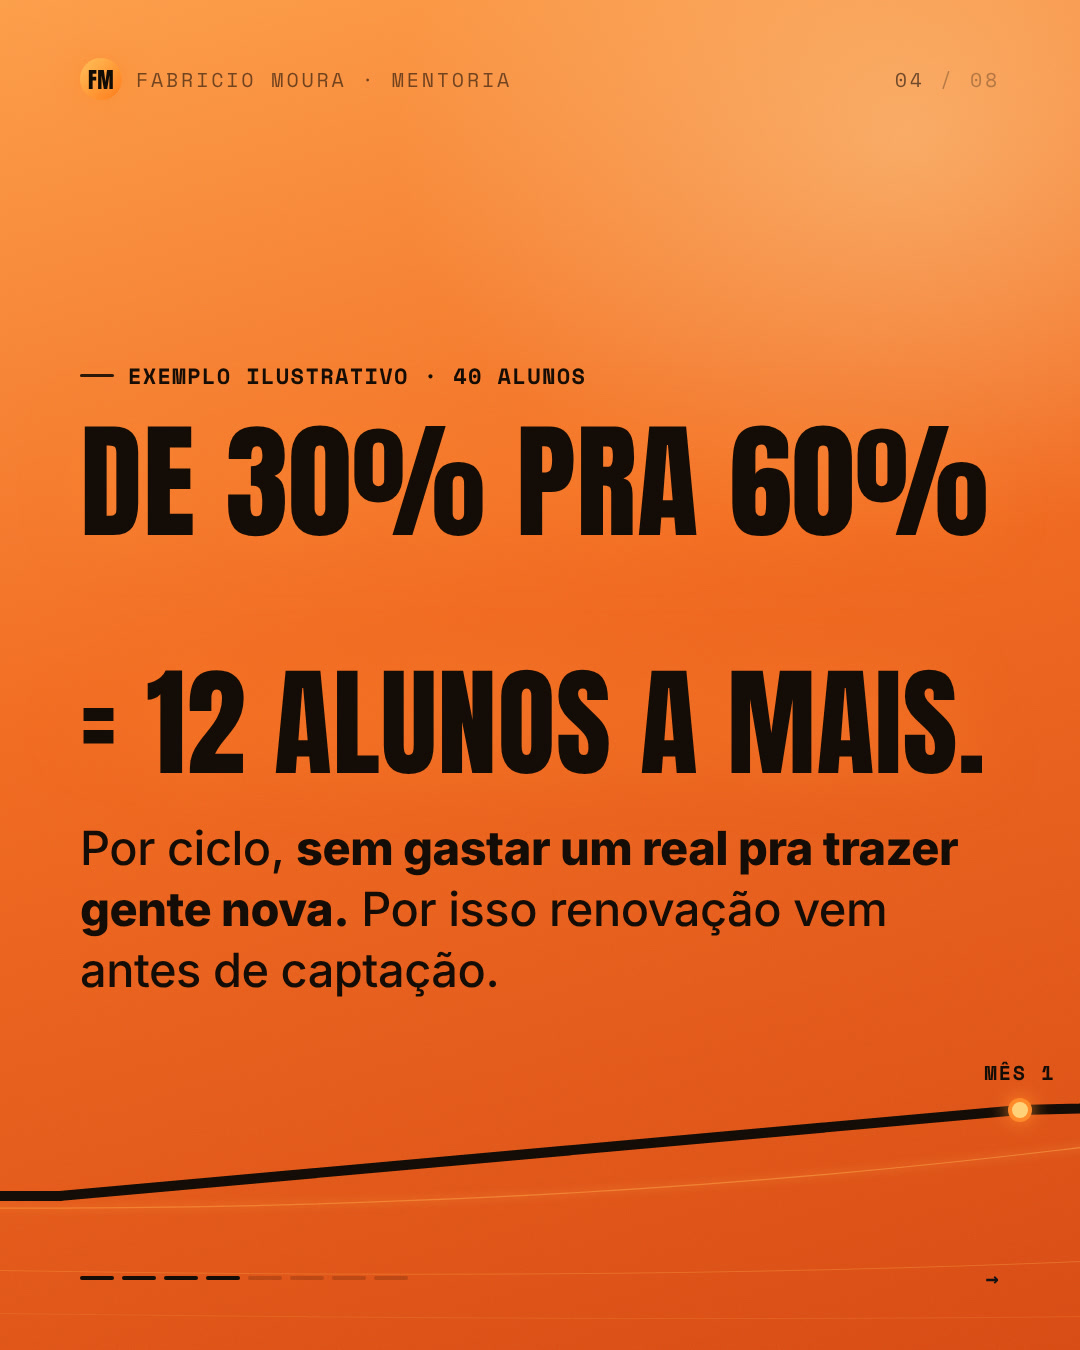 FM FABRICIO MOURA · MENTORIA
04 / 08
EXEMPLO ILUSTRATIVO · 40 ALUNOS
DE 30% PRA 60%
= 12 ALUNOS A MAIS.
Por ciclo, sem gastar um real pra trazer
gente nova. Por isso renovação vem
antes de captação.
MÊS 1
→